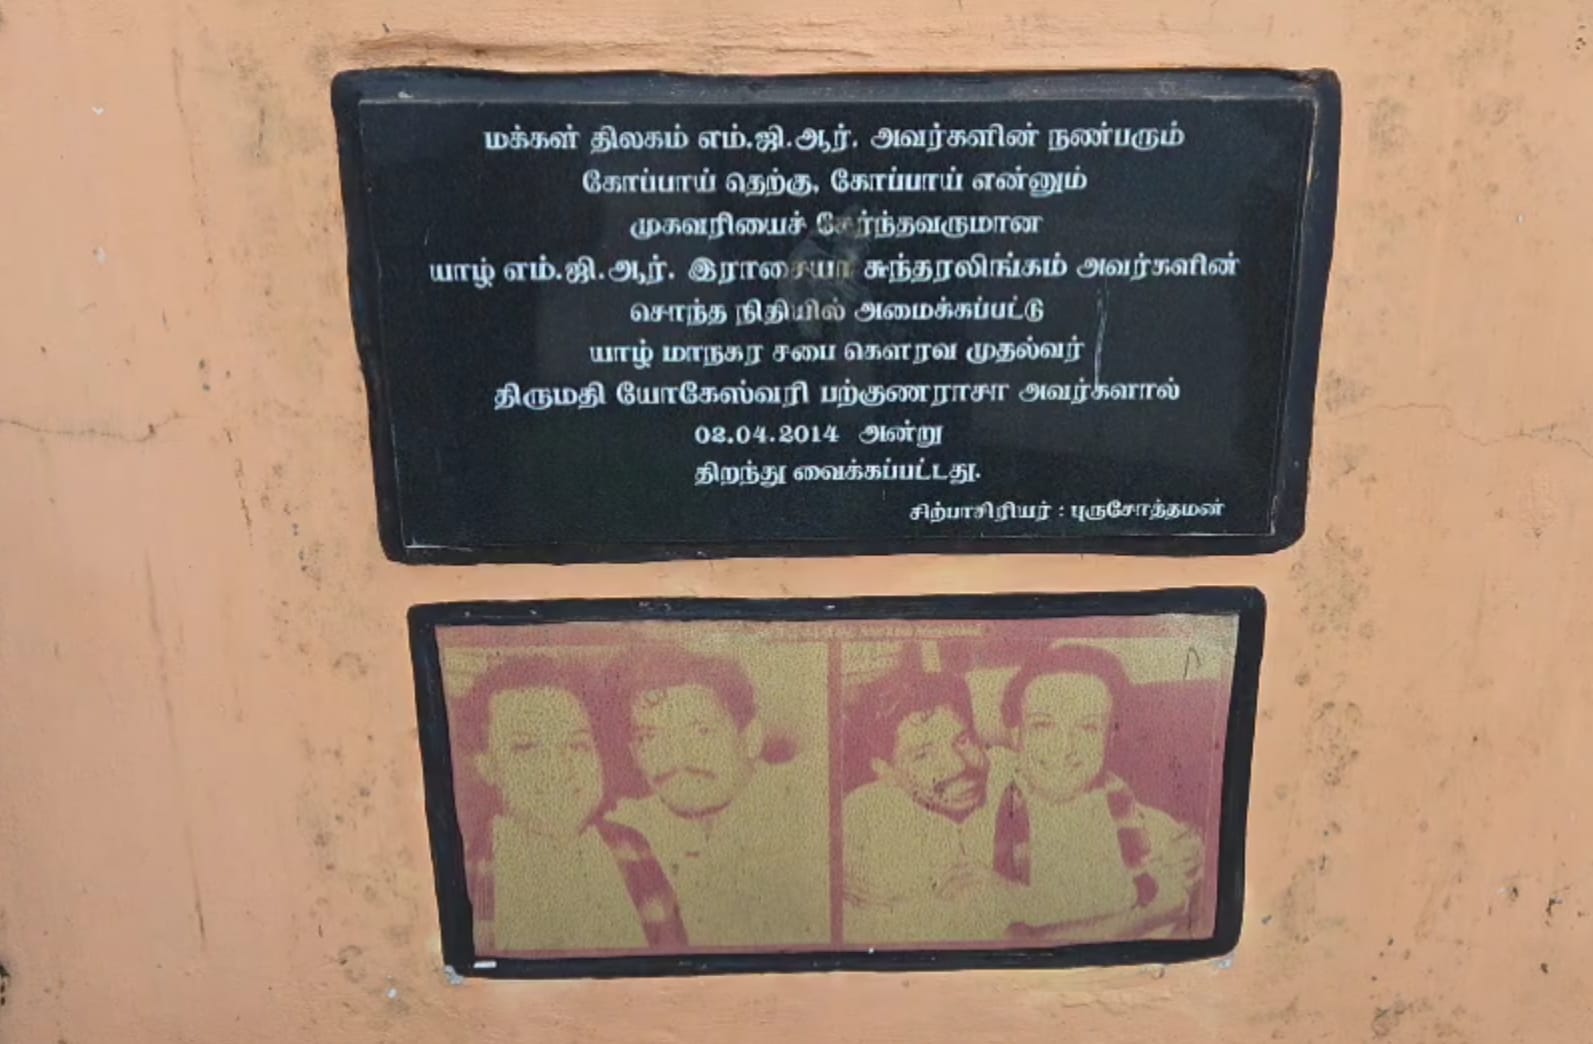 மக்கள் திலகம் எம்.ஜி.ஆர். அவர்களின் நண்பரும்
கோப்பாய் தெற்கு, கோப்பாய் என்னும்
முகவரியைச் சேர்ந்தவருமான
யாழ் எம்.ஜி.ஆர். இராசையா சுந்தரலிங்கம் அவர்களின்
சொந்த நிதியில் அமைக்கப்பட்டு
யாழ் மாநகர சபை கௌரவ முதல்வர்
திருமதி யோகேஸ்வரி பற்குணராசா அவர்களால்
02.04.2014 அன்று
திறந்து வைக்கப்பட்டது.
சிற்பாசிரியர் : புருசோத்தமன்